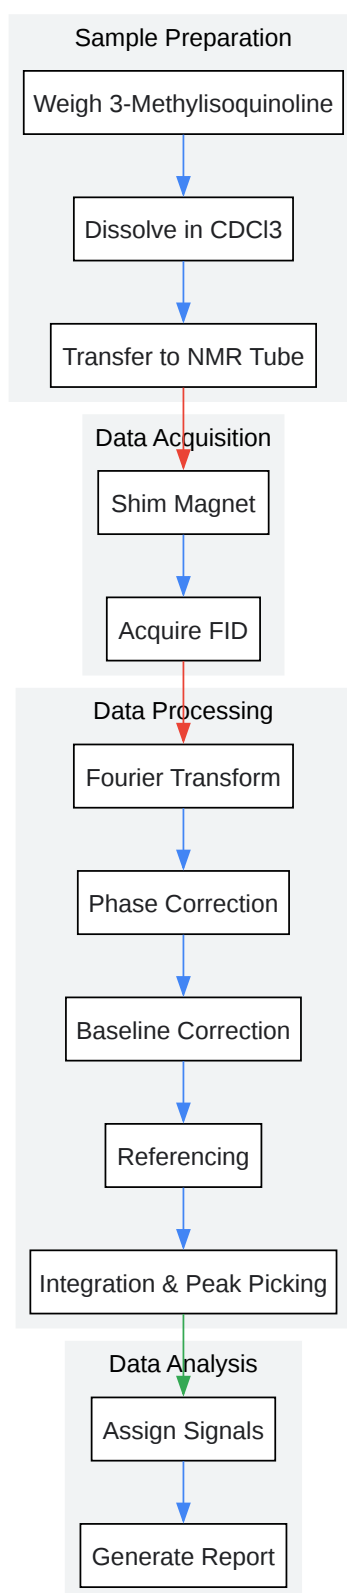 Sample Preparation
Weigh 3-Methylisoquinoline
Dissolve in CDCl3
Transfer to NMR Tube
Data Acquisition
Shim Magnet
Acquire FID
Data Processing
Fourier Transform
Phase Correction
Baseline Correction
Referencing
Integration & Peak Picking
Data Analysis
Assign Signals
Generate Report